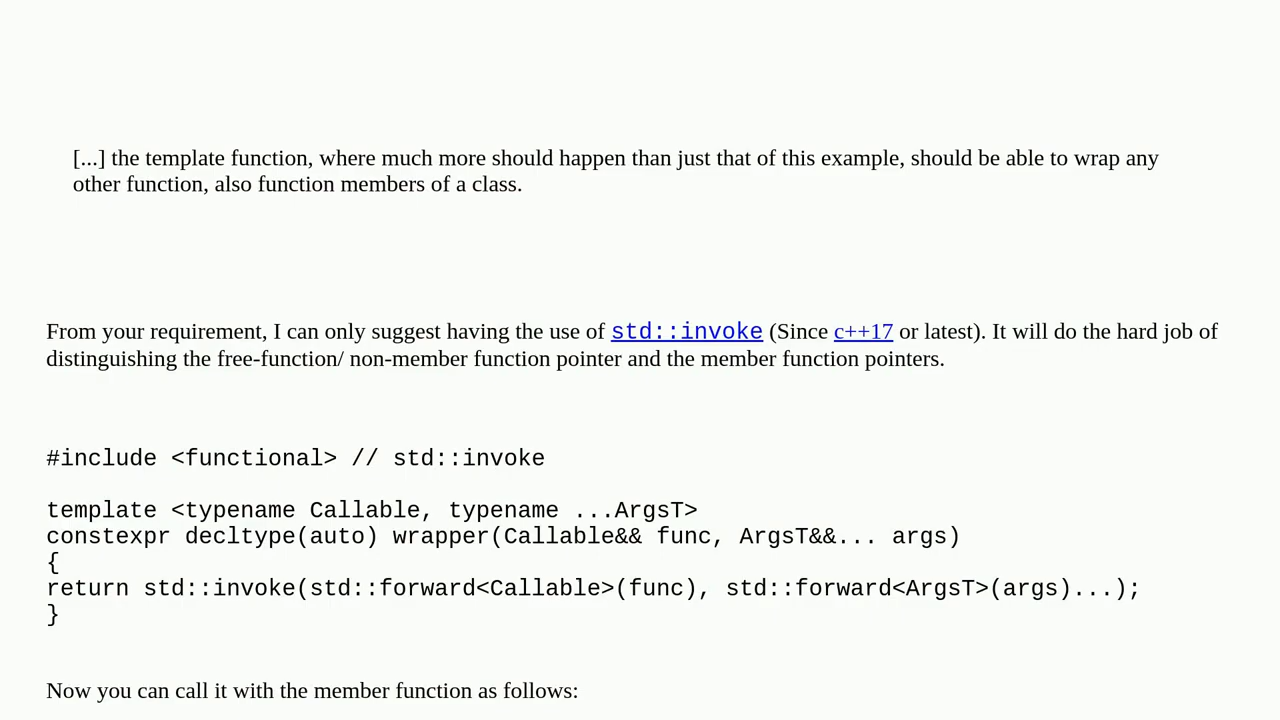 [...] the template function, where much more should happen than just that of this example, should be able to wrap any
other function, also function members of a class.
From your requirement, I can only suggest having the use of std::invoke (Since c++17 or latest). It will do the hard job of
distinguishing the free-function/ non-member function pointer and the member function pointers.
#include <functional> // std::invoke
template <typename Callable, typename ...ArgsT>
constexpr decltype(auto) wrapper(Callable&& func, ArgsT&&... args)
{
return std::invoke(std::forward<Callable>(func), std::forward<ArgsT>(args)...);
}
Now you can call it with the member function as follows: